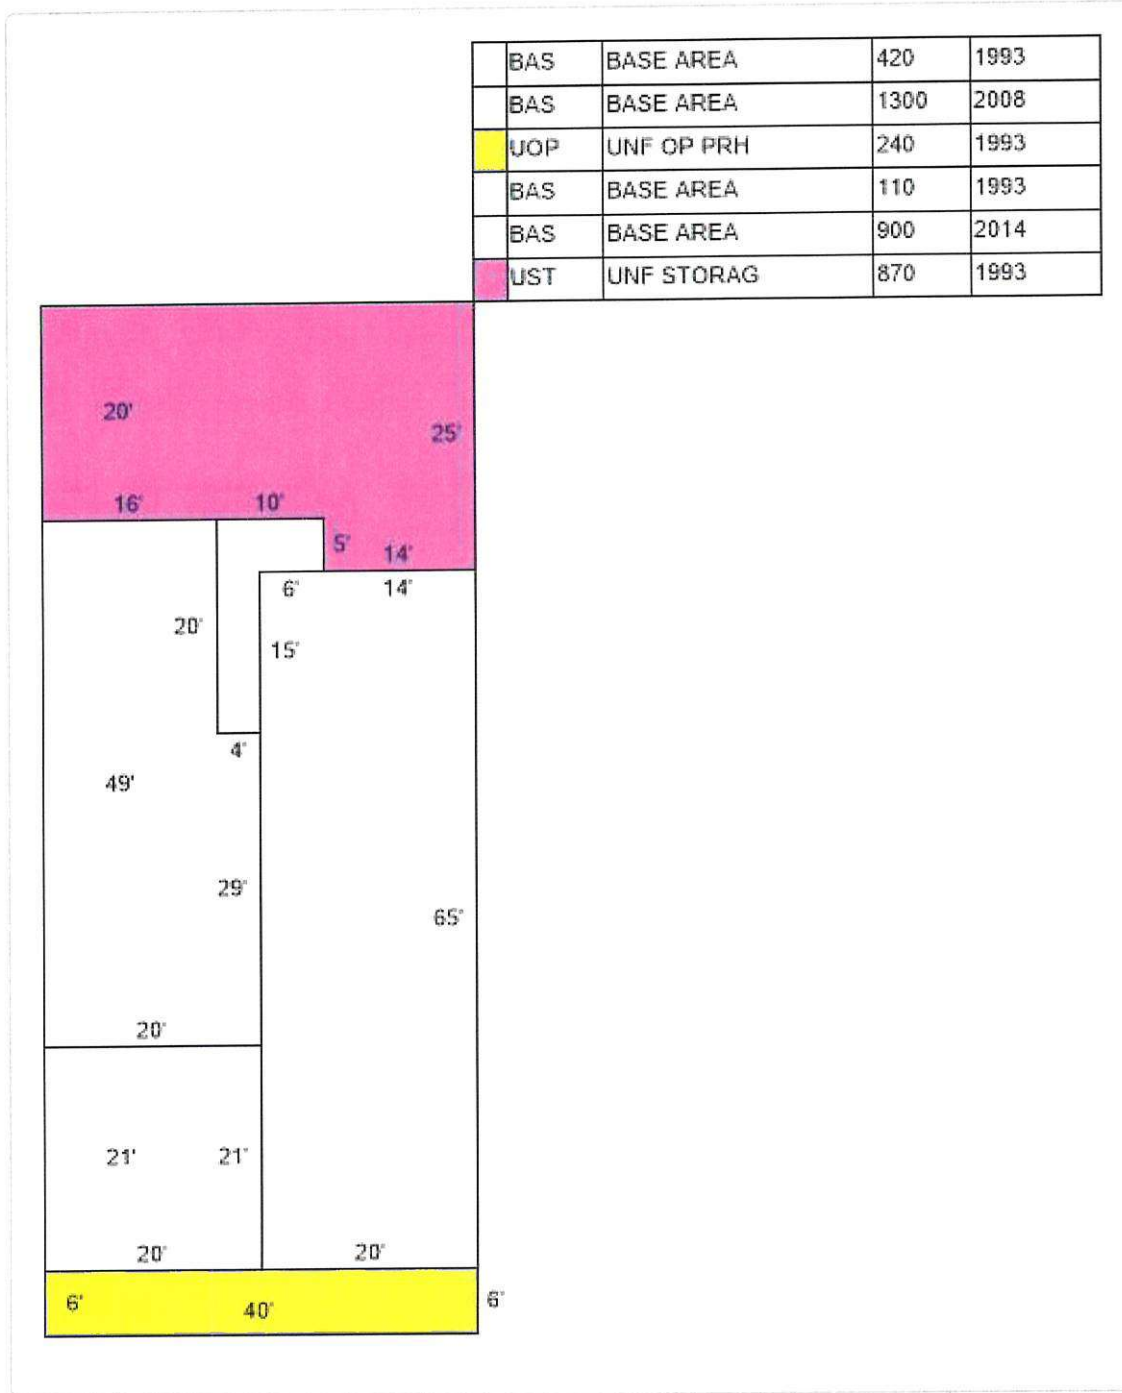 BAS BASE AREA 420 1993
BAS BASE AREA 1300 2008
UOP UNF OP PRH 240 1993
BAS BASE AREA 110 1993
BAS BASE AREA 900 2014
UST UNF STORAG 870 1993
20'
25'
16' 10'
5' 14'
6' 14'
20'
15'
4'
49'
29'
65'
20'
21' 21'
20' 20'
6' 40' 6'